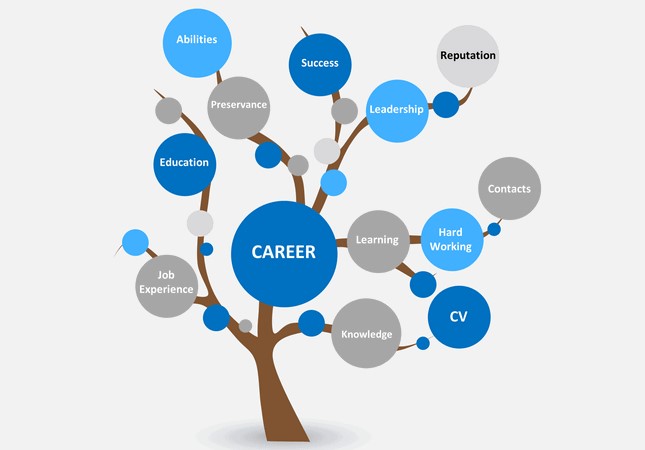 Abilities
Success
Reputation
Preservance
Leadership
Education
Contacts
CAREER
Learning
Hard
Working
Job
Experience
CV
Knowledge